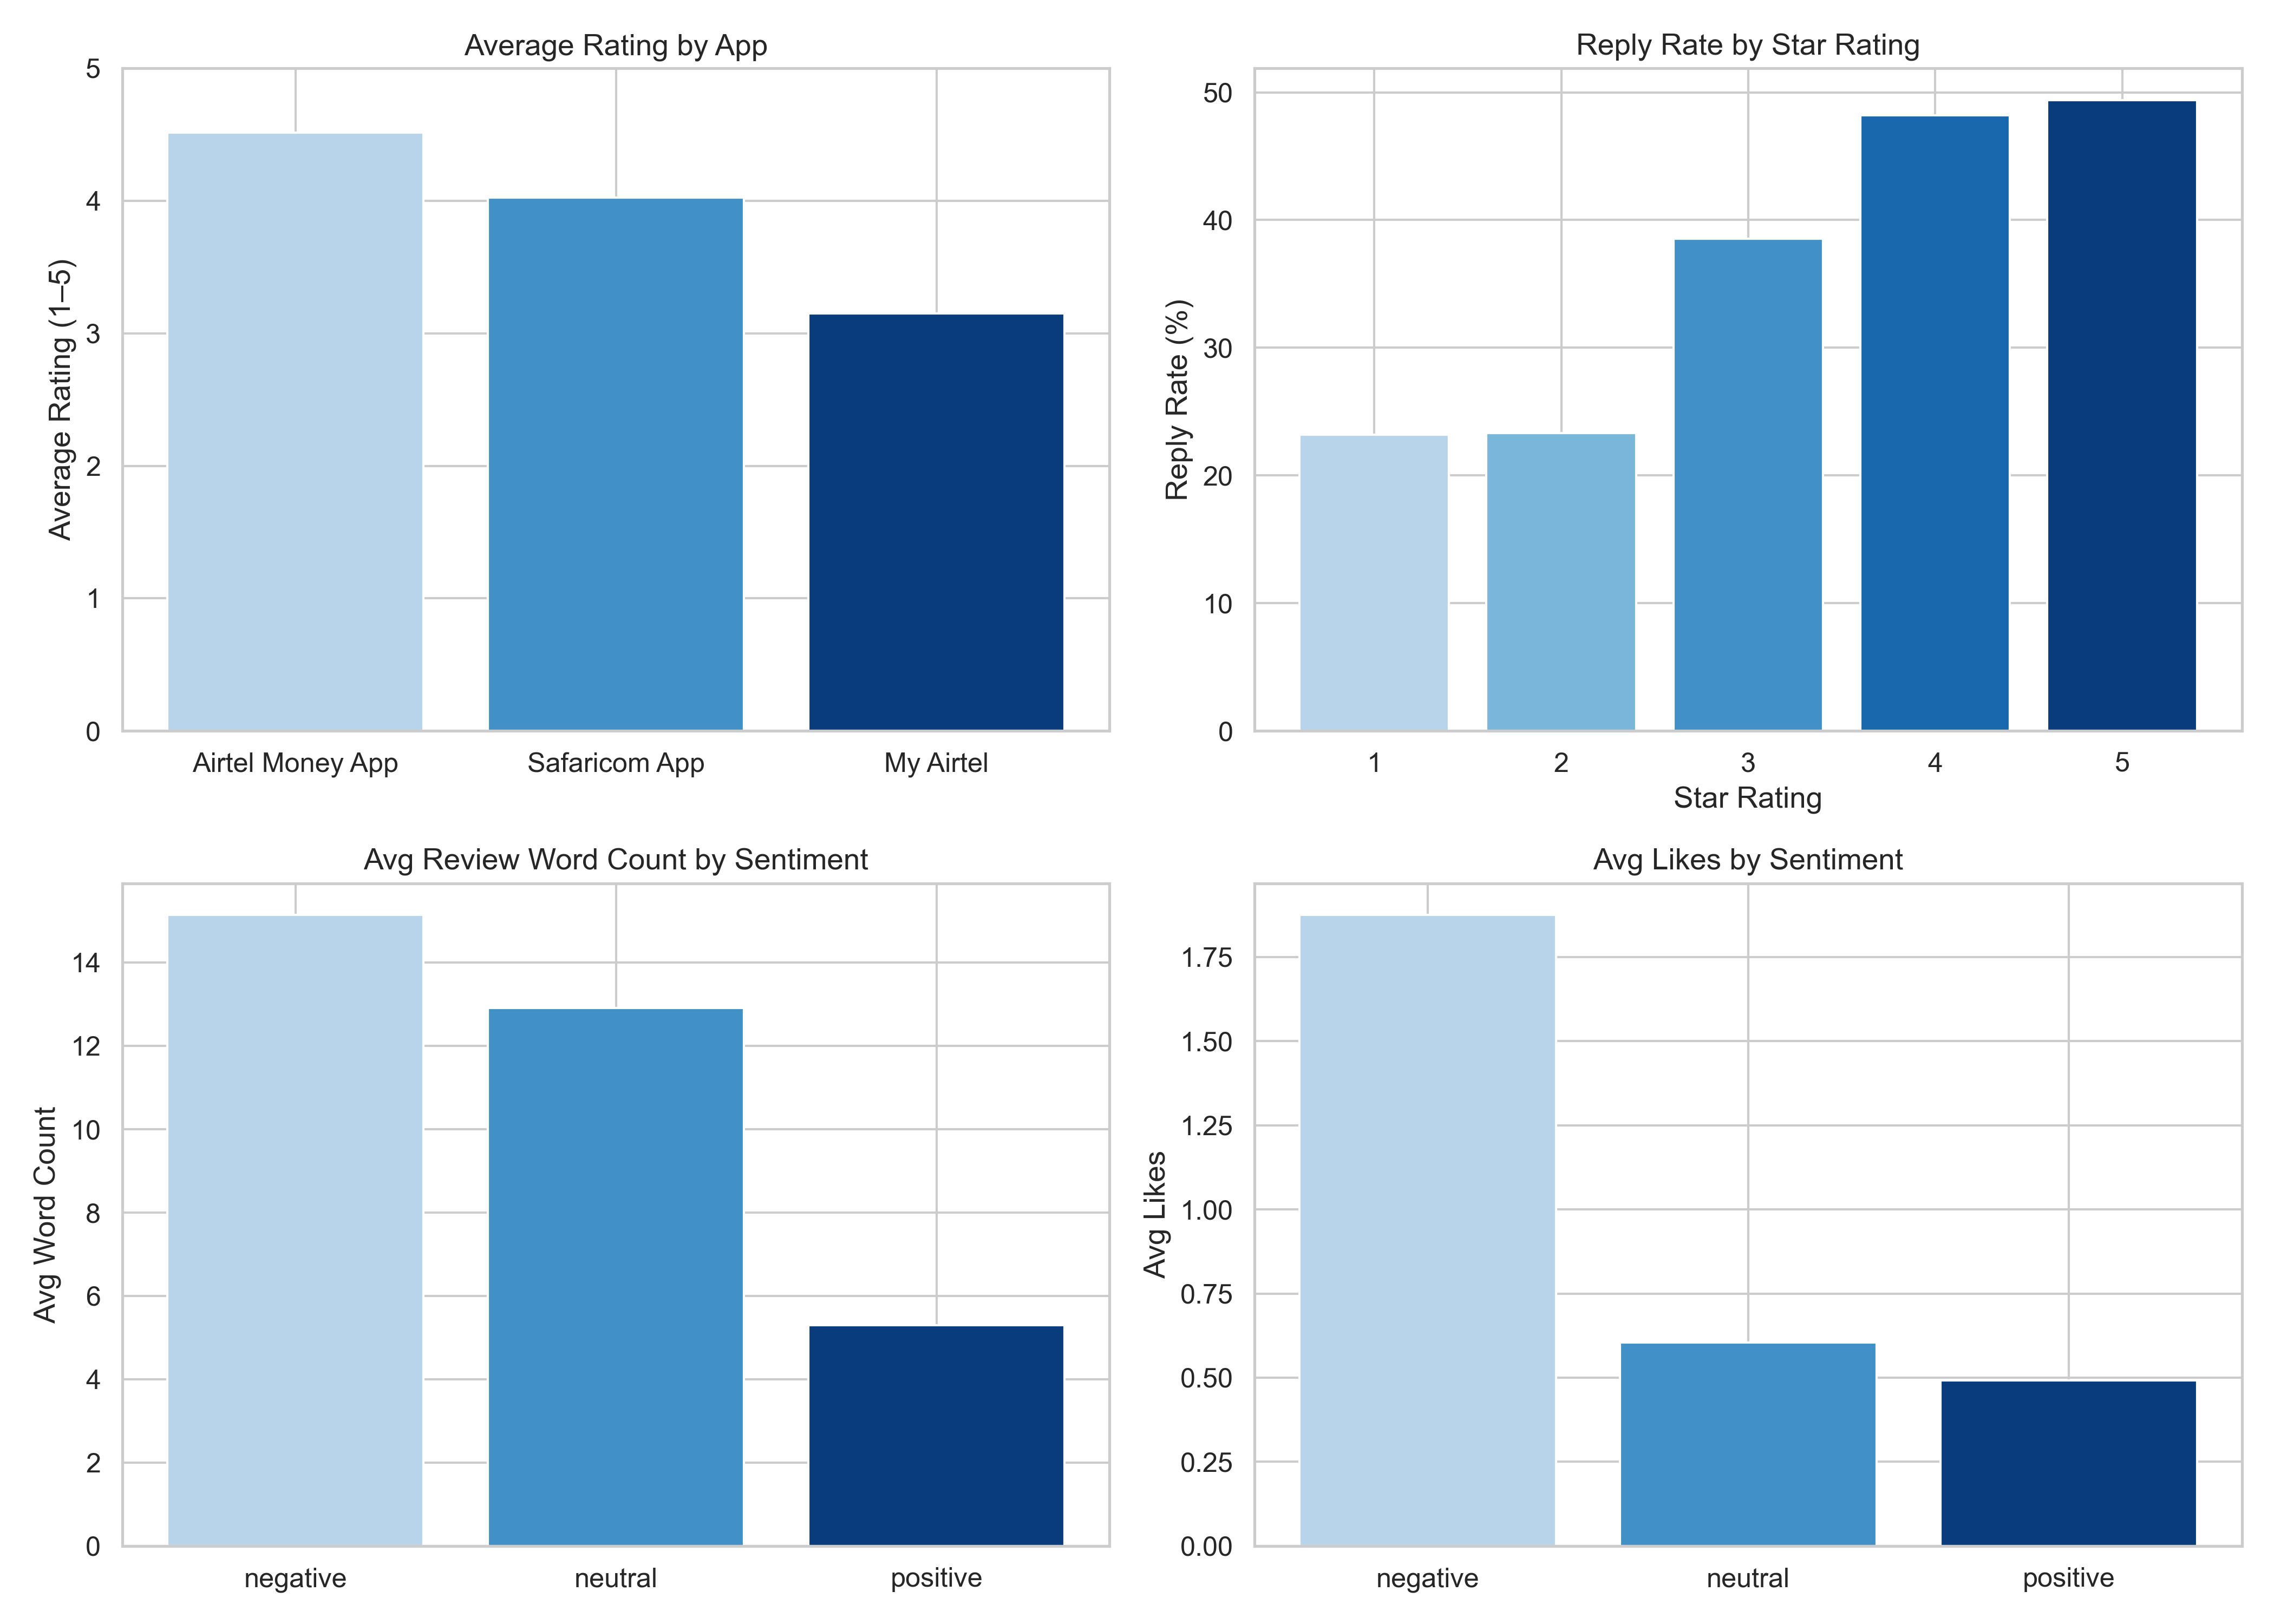 Average Rating by App
Average Rating (1–5)
5
4
3
2
1
0
Airtel Money App
Safaricom App
My Airtel
Reply Rate by Star Rating
Reply Rate (%)
50
40
30
20
10
0
1
2
3
4
5
Star Rating
Avg Review Word Count by Sentiment
Avg Word Count
14
12
10
8
6
4
2
0
negative
neutral
positive
Avg Likes by Sentiment
Avg Likes
1.75
1.50
1.25
1.00
0.75
0.50
0.25
0.00
negative
neutral
positive